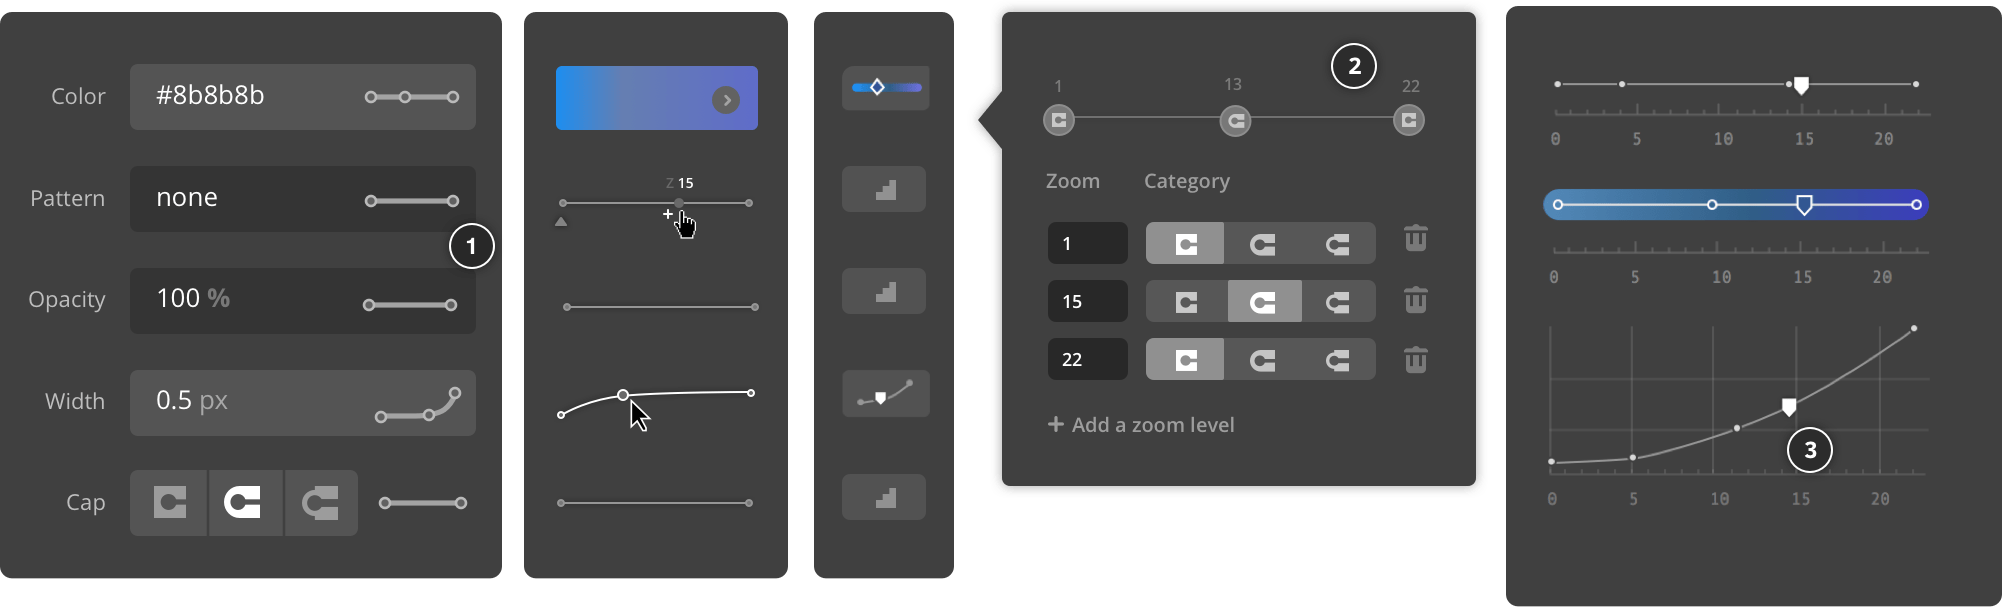 Color #8b8b8b
Pattern none
1
Opacity 100 %
Width 0.5 px
Cap
Z 15
2
1 13 22
Zoom Category
1
15
22
+ Add a zoom level
0 5 10 15 20
0 5 10 15 20
3
0 5 10 15 20